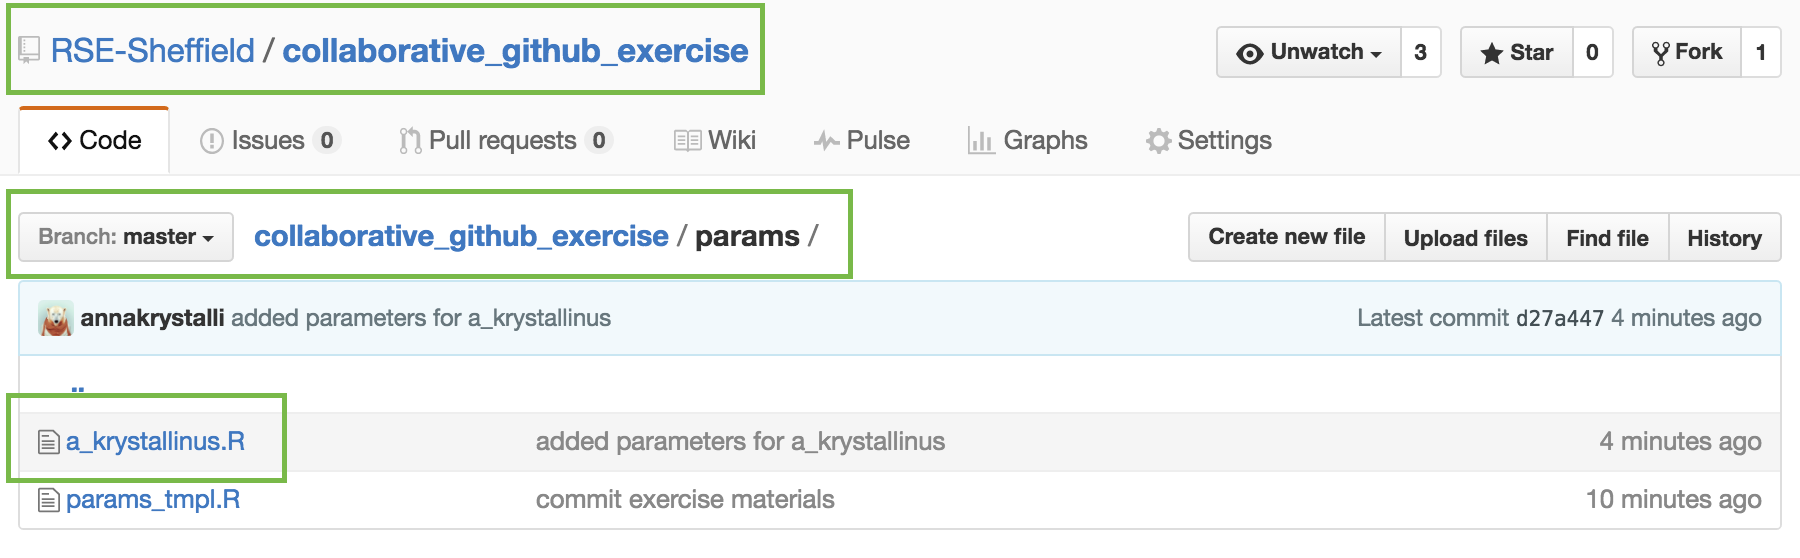 RSE-Sheffield / collaborative_github_exercise Unwatch 3 Star 0 Fork 1
Code Issues 0 Pull requests 0 Wiki Pulse Graphs Settings
Branch: master collaborative_github_exercise / params / Create new file Upload files Find file History
annakrystalli added parameters for a_krystallinus Latest commit d27a447 4 minutes ago
..
a_krystallinus.R added parameters for a_krystallinus 4 minutes ago
params_tmpl.R commit exercise materials 10 minutes ago